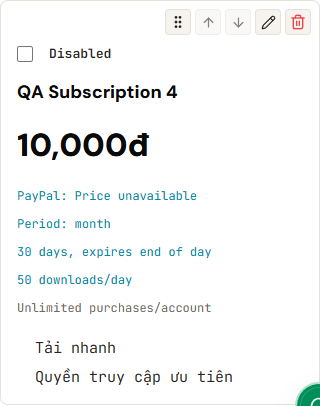 Disabled
QA Subscription 4
10,000đ
PayPal: Price unavailable
Period: month
30 days, expires end of day
50 downloads/day
Unlimited purchases/account
Tải nhanh
Quyền truy cập ưu tiên